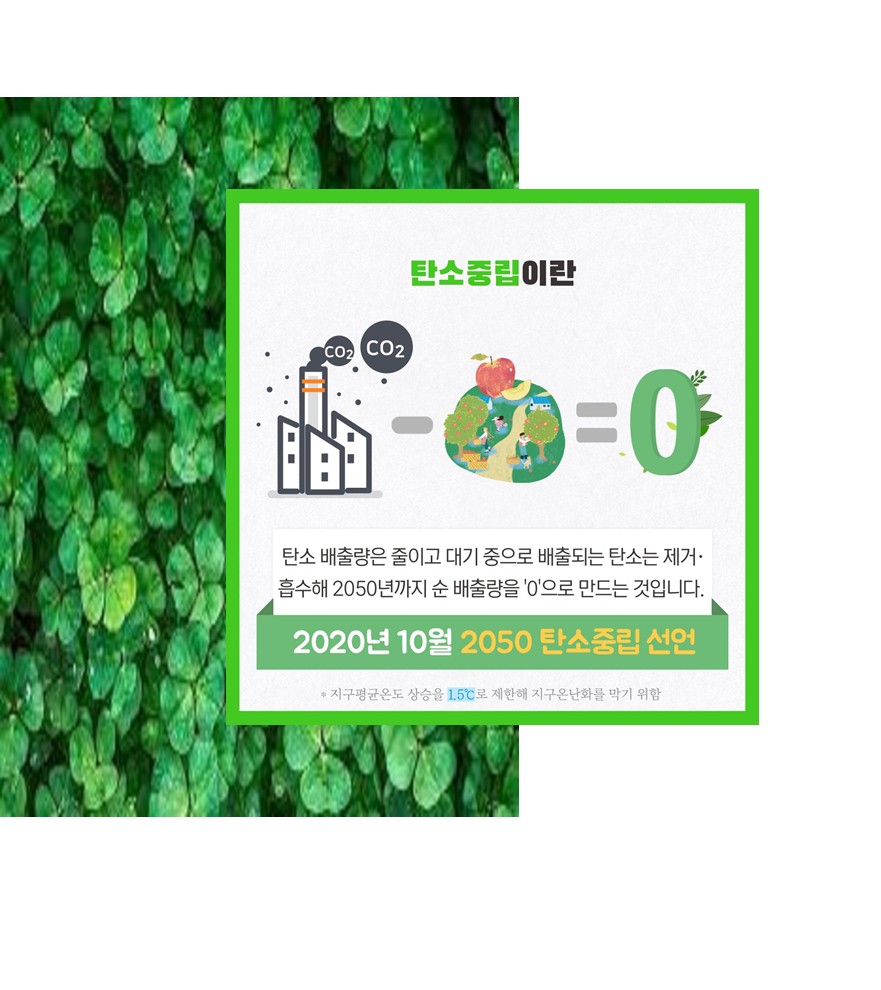 탄소중립이란
CO2 CO2
0
탄소 배출량은 줄이고 대기 중으로 배출되는 탄소는 제거·
흡수해 2050년까지 순 배출량을 '0'으로 만드는 것입니다.
2020년 10월 2050 탄소중립 선언
* 지구평균온도 상승을 1.5℃로 제한해 지구온난화를 막기 위함